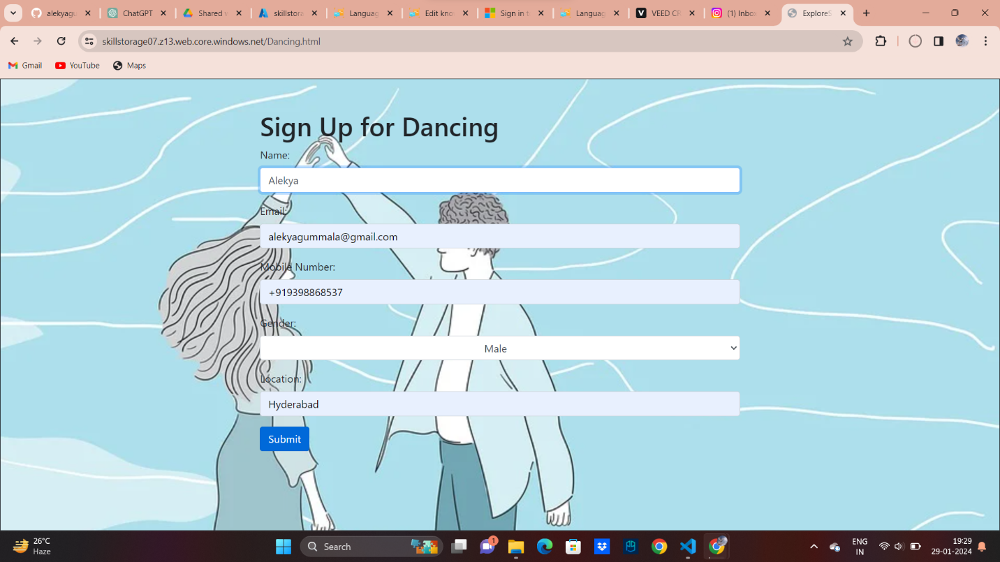 alekyagu
ChatGPT
Shared w
skillstora
Languag
Edit kno
Sign in t
Languag
VEED CR
(1) Inbox
ExploreS
skillstorage07.z13.web.core.windows.net/Dancing.html
Gmail YouTube Maps
Sign Up for Dancing
Name:
Alekya
Email:
alekyagummala@gmail.com
Mobile Number:
+919398868537
Gender:
Male
Location:
Hyderabad
Submit
26°C
Haze
Search
1
ENG
IN
19:29
29-01-2024